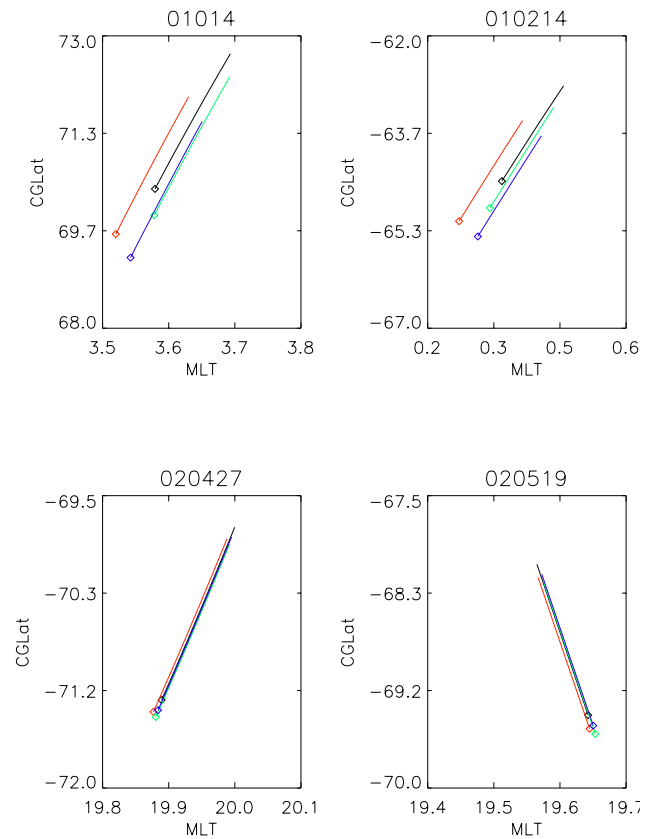 01014
73.0
71.3
69.7
68.0
CGLat
3.5 3.6 3.7 3.8
MLT
010214
-62.0
-63.7
-65.3
-67.0
CGLat
0.2 0.3 0.5 0.6
MLT
020427
-69.5
-70.3
-71.2
-72.0
CGLat
19.8 19.9 20.0 20.1
MLT
020519
-67.5
-68.3
-69.2
-70.0
CGLat
19.4 19.5 19.6 19.7
MLT